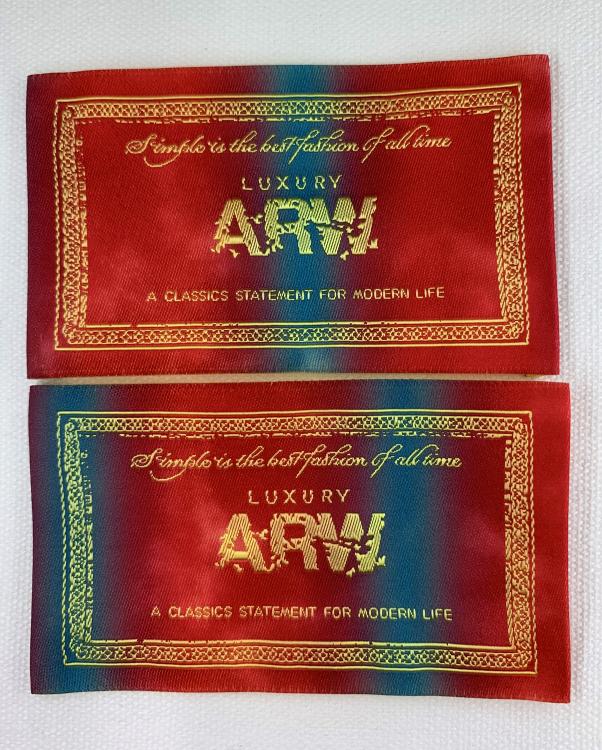 Simple is the best fashion of all time
LUXURY
ARW
A CLASSICS STATEMENT FOR MODERN LIFE
Simple is the best fashion of all time
LUXURY
ARW
A CLASSICS STATEMENT FOR MODERN LIFE